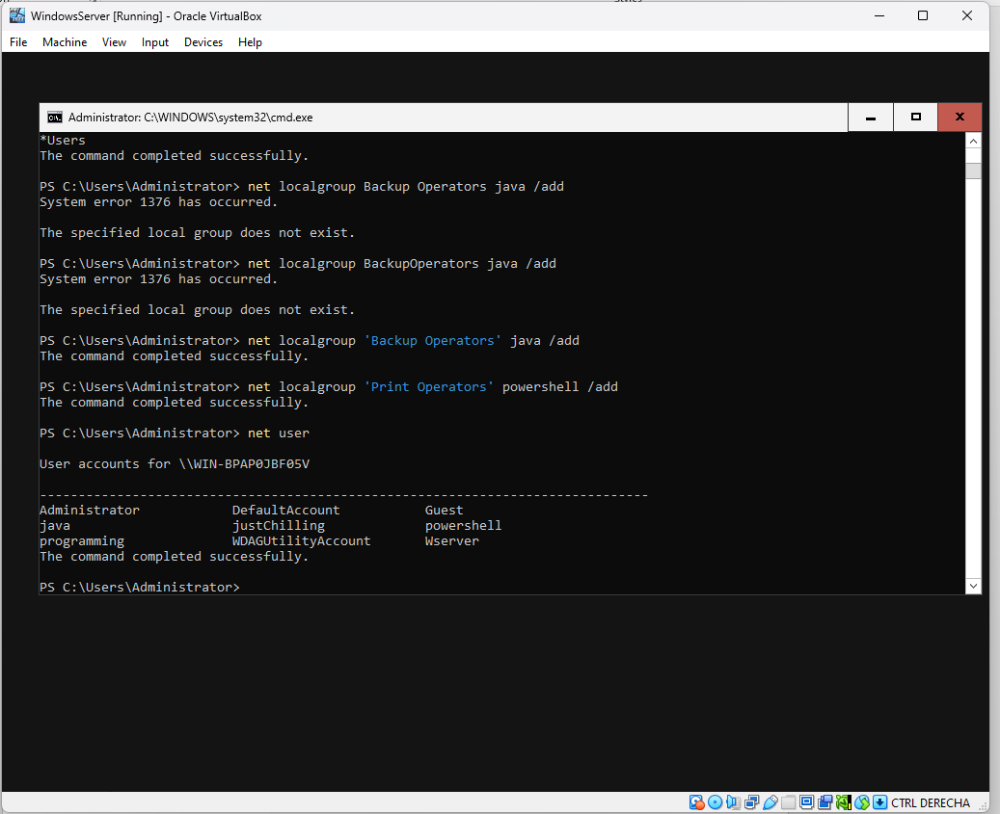 WindowsServer [Running] - Oracle VirtualBox
File Machine View Input Devices Help
Administrator: C:\WINDOWS\system32\cmd.exe
*Users
The command completed successfully.
PS C:\Users\Administrator> net localgroup Backup Operators java /add
System error 1376 has occurred.
The specified local group does not exist.
PS C:\Users\Administrator> net localgroup BackupOperators java /add
System error 1376 has occurred.
The specified local group does not exist.
PS C:\Users\Administrator> net localgroup 'Backup Operators' java /add
The command completed successfully.
PS C:\Users\Administrator> net localgroup 'Print Operators' powershell /add
The command completed successfully.
PS C:\Users\Administrator> net user
User accounts for \\WIN-BPAP0JBF05V
-------------------------------------------------------------------------------
Administrator DefaultAccount Guest
java justChilling powershell
programming WDAGUtilityAccount Wserver
The command completed successfully.
PS C:\Users\Administrator>
CTRL DERECHA